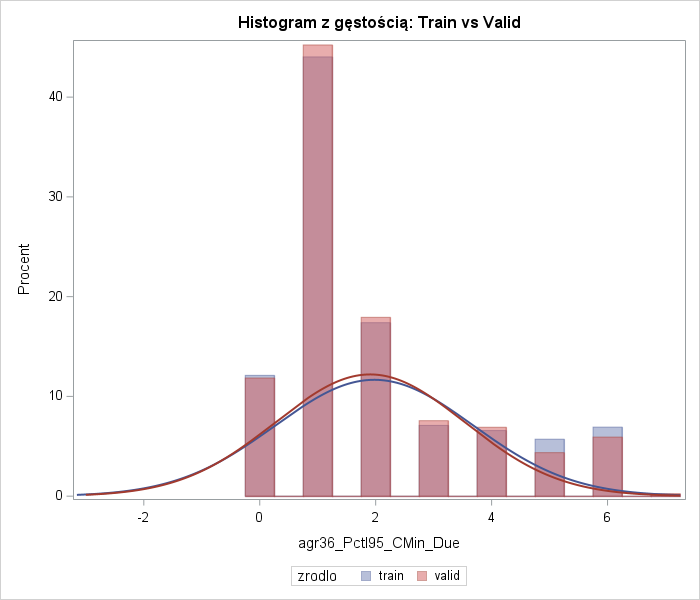 Histogram z gęstością: Train vs Valid
40
30
20
10
0
Procent
-2 0 2 4 6
agr36_Pctl95_CMin_Due
zrodlo train valid